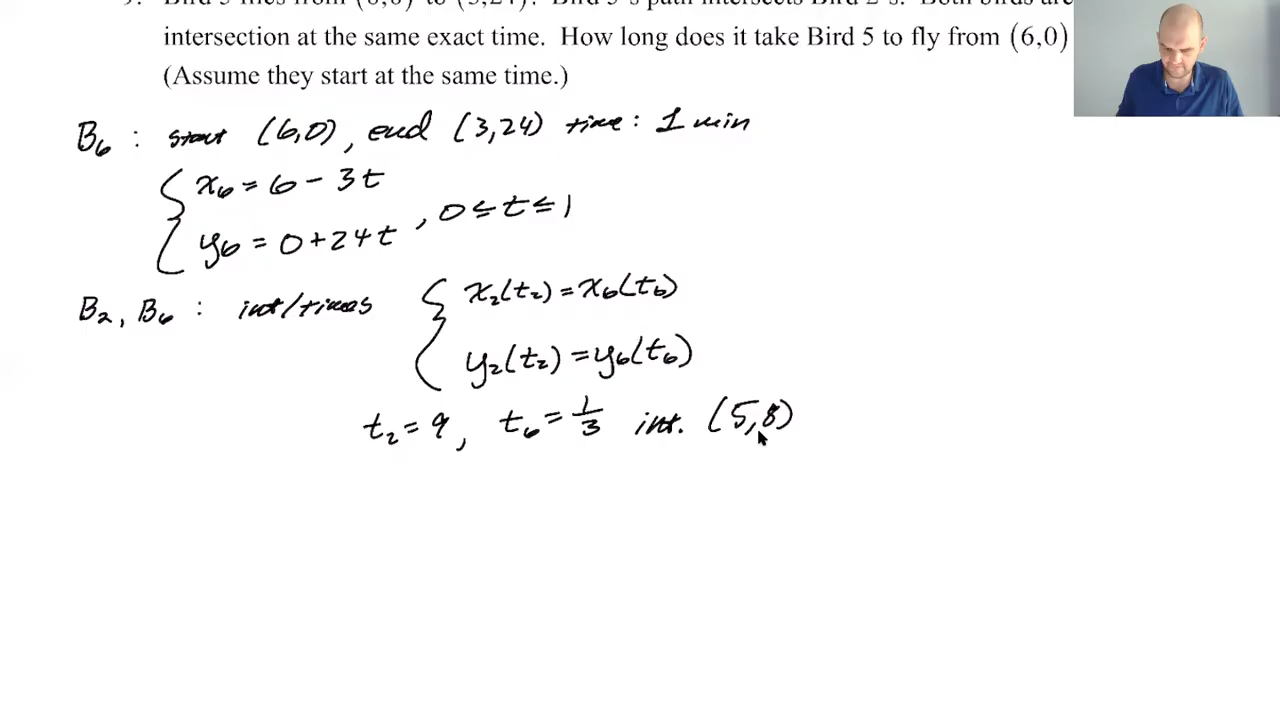 intersection at the same exact time. How long does it take Bird 5 to fly from (6,0)
(Assume they start at the same time.)
B₆ : start (6,0), end (3,24) time: 1 min
x₆ = 6 - 3t
y₆ = 0+24t , 0≤t≤1
B₂, B₆ : int/times
x₂(t₂)=x₆(t₆)
y₂(t₂)=y₆(t₆)
t₂=9, t₆=1/3 int. (5,8)